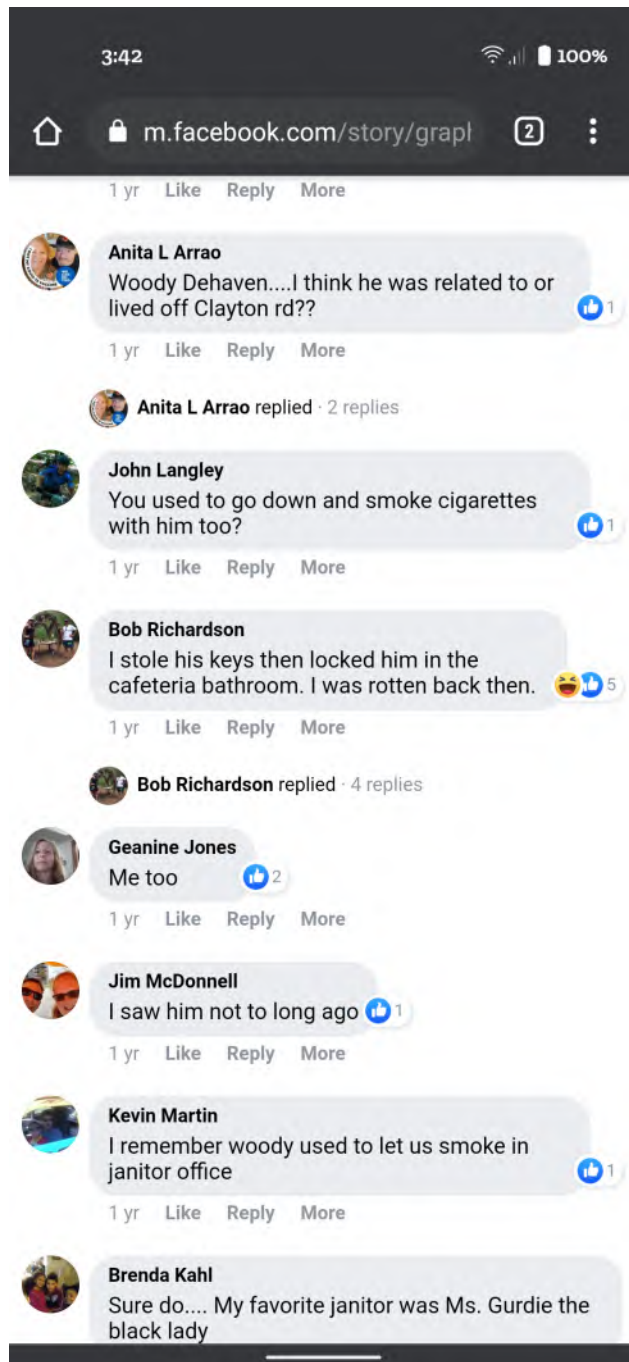 3:42 100%
m.facebook.com/story/grapl 2
1 yr Like Reply More
Anita L Arrao
Woody Dehaven....I think he was related to or
lived off Clayton rd??
1
1 yr Like Reply More
Anita L Arrao replied · 2 replies
John Langley
You used to go down and smoke cigarettes
with him too?
1
1 yr Like Reply More
Bob Richardson
I stole his keys then locked him in the
cafeteria bathroom. I was rotten back then.
5
1 yr Like Reply More
Bob Richardson replied · 4 replies
Geanine Jones
Me too 2
1 yr Like Reply More
Jim McDonnell
I saw him not to long ago 1
1 yr Like Reply More
Kevin Martin
I remember woody used to let us smoke in
janitor office
1
1 yr Like Reply More
Brenda Kahl
Sure do.... My favorite janitor was Ms. Gurdie the
black lady